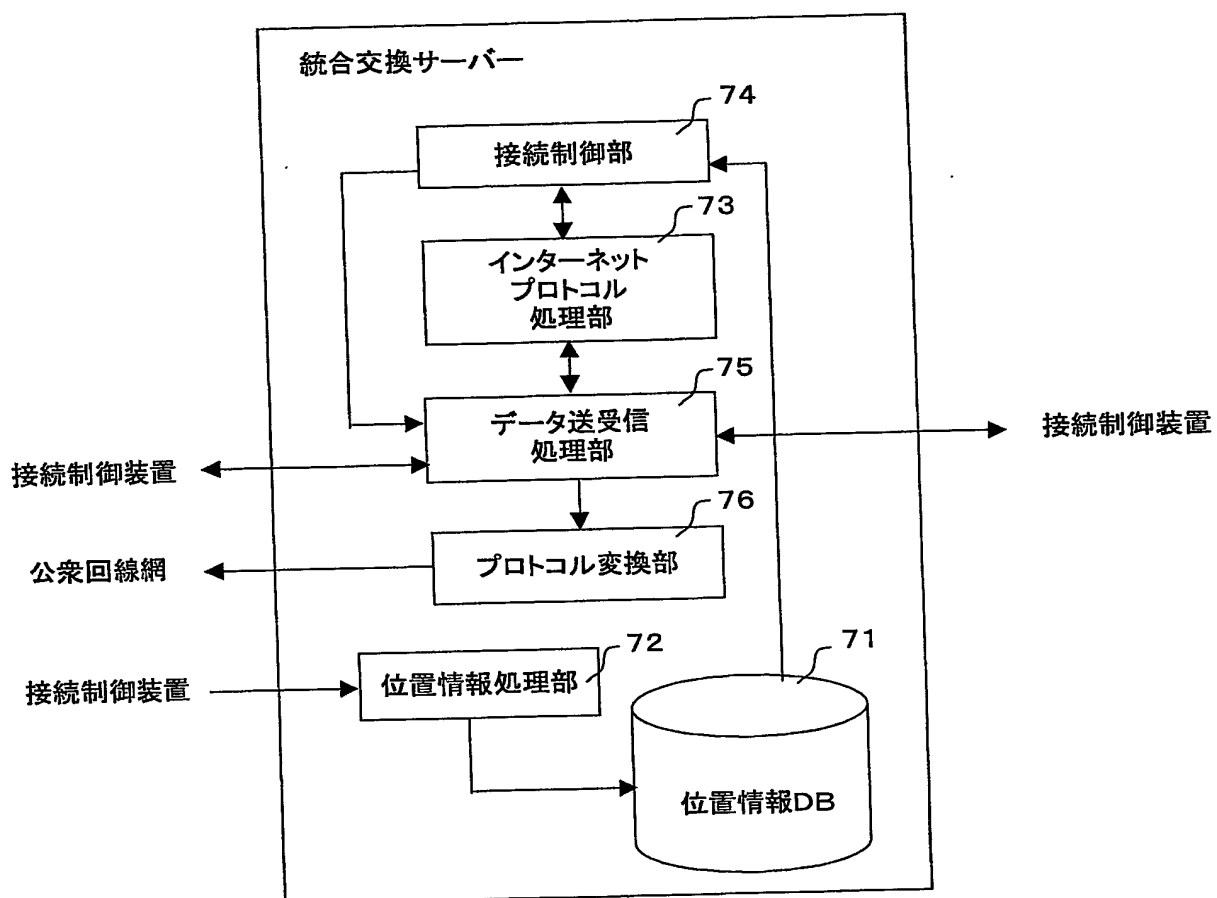 統合交換サーバー
74
接続制御部
73
インターネット
プロトコル
処理部
75
データ送受信
処理部
接続制御装置
接続制御装置
76
プロトコル変換部
公衆回線網
72
位置情報処理部
接続制御装置
71
位置情報DB